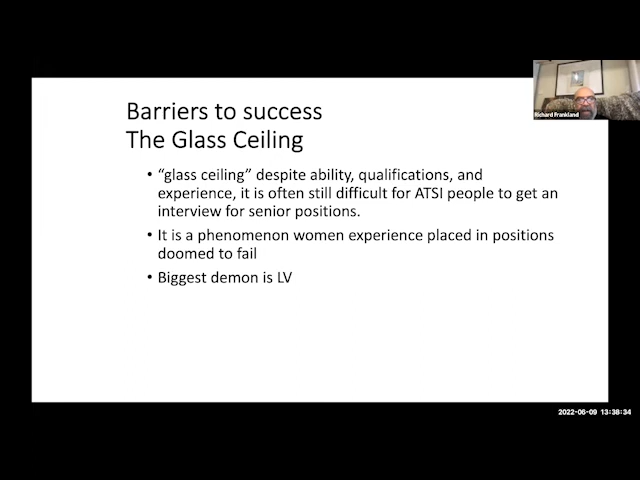 Richard Frankland
Barriers to success
The Glass Ceiling
• “glass ceiling” despite ability, qualifications, and
experience, it is often still difficult for ATSI people to get an
interview for senior positions.
• It is a phenomenon women experience placed in positions
doomed to fail
• Biggest demon is LV
2022-06-09 13:38:34